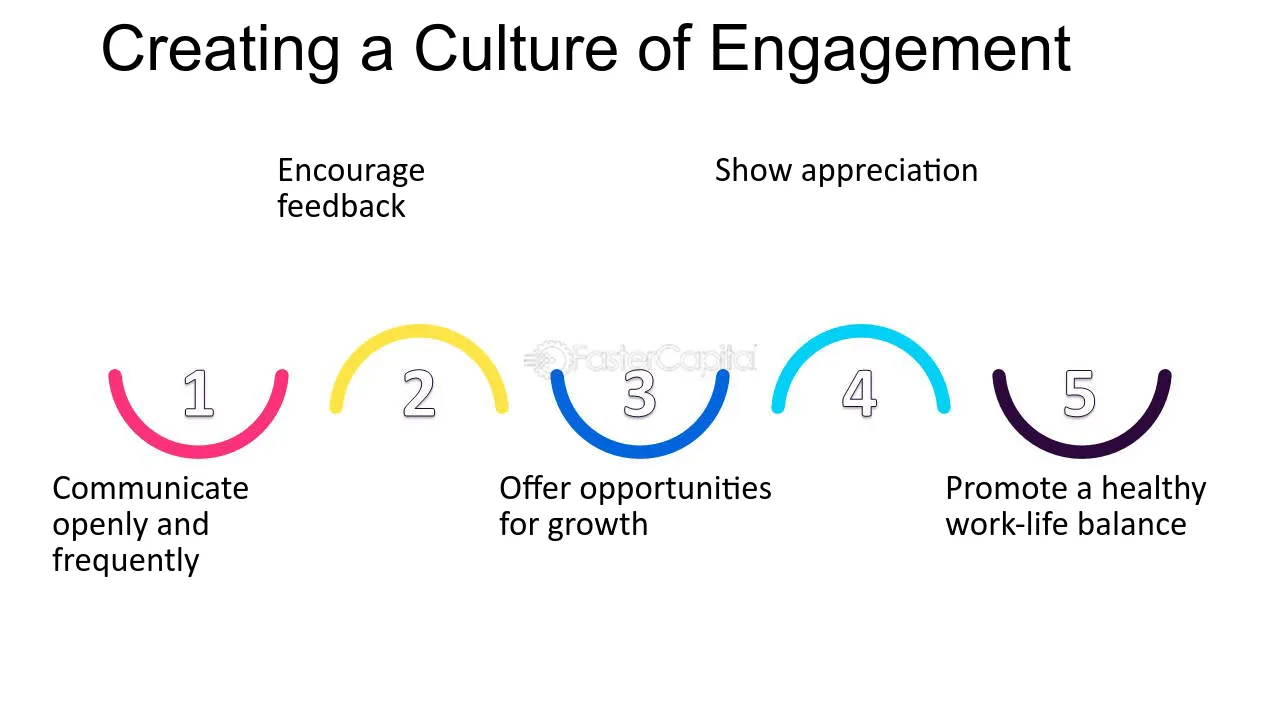 Creating a Culture of Engagement
Encourage
feedback
Show appreciation
FasterCapital
1
2
3
4
5
Communicate
openly and
frequently
Offer opportunities
for growth
Promote a healthy
work-life balance